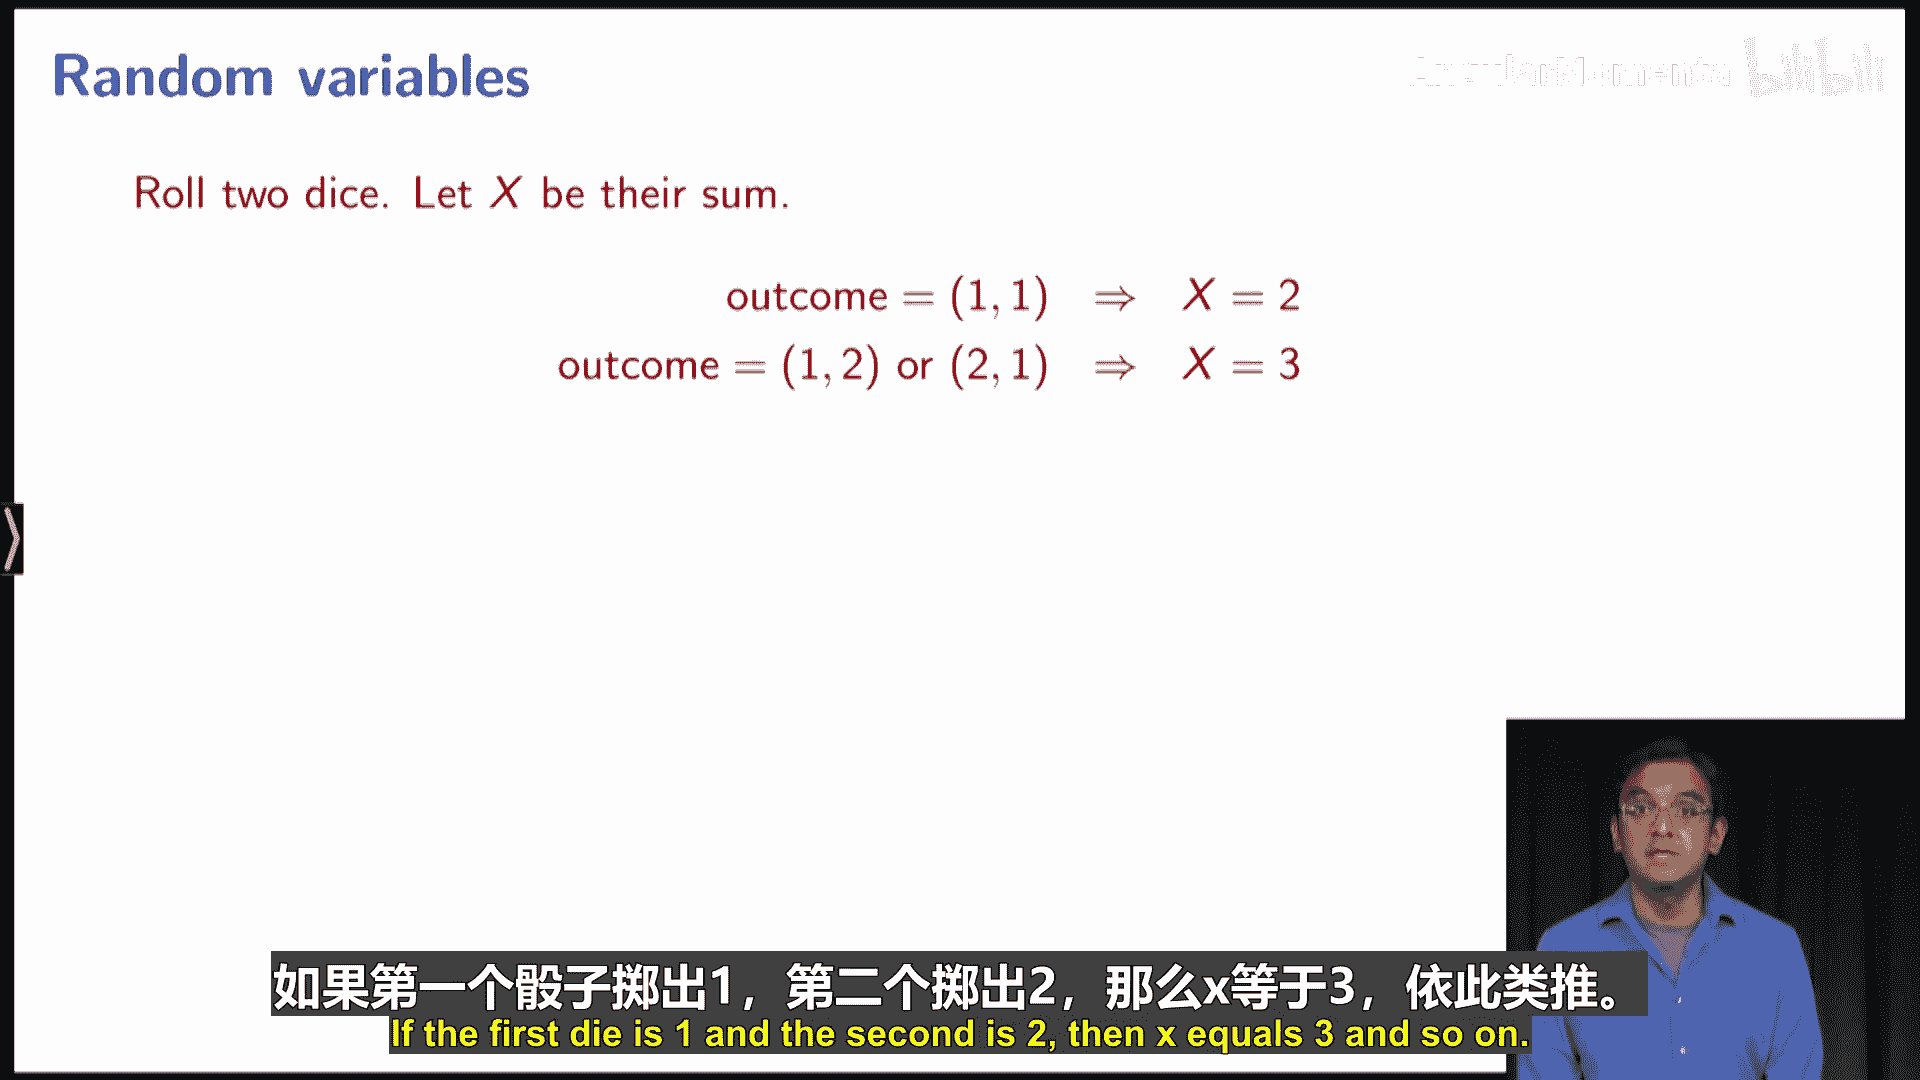 Random variables
bilibili
Roll two dice. Let X be their sum.
outcome = (1, 1) ⇒ X = 2
outcome = (1, 2) or (2, 1) ⇒ X = 3
如果第一个骰子掷出1，第二个掷出2，那么x等于3，依此类推。
If the first die is 1 and the second is 2, then x equals 3 and so on.